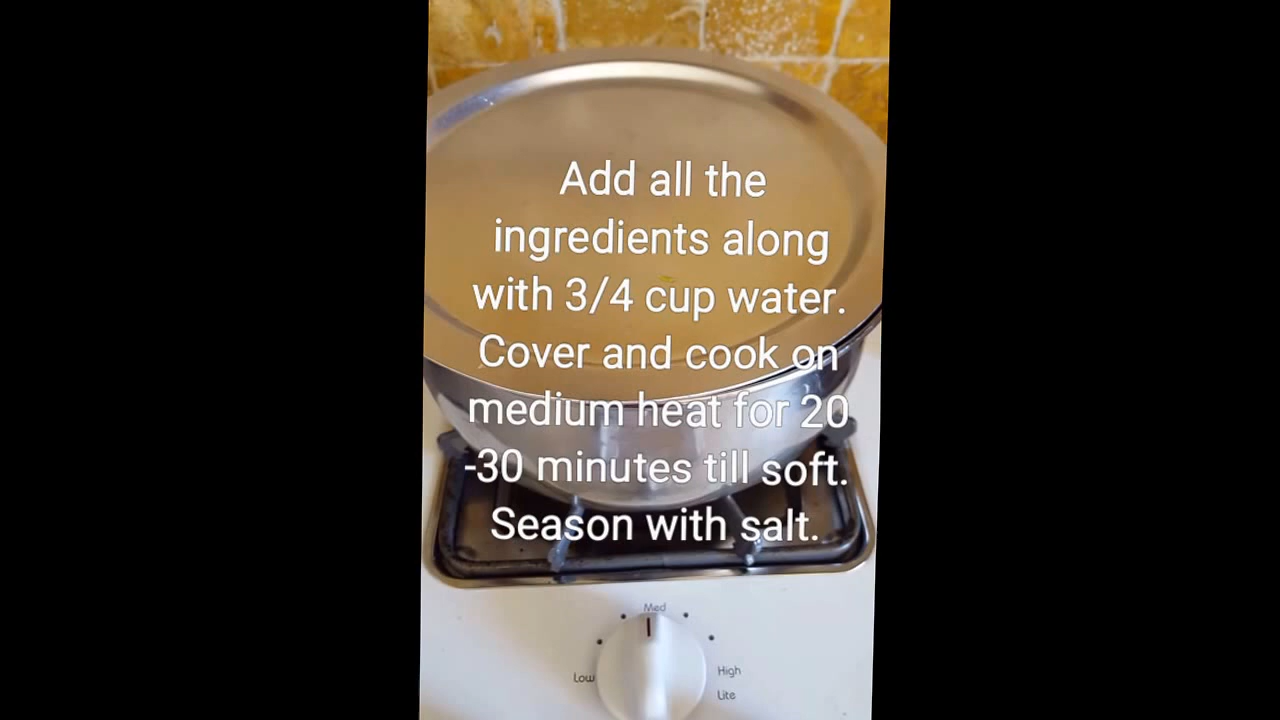 Add all the
ingredients along
with 3/4 cup water.
Cover and cook on
medium heat for 20
-30 minutes till soft.
Season with salt.
Med
Low
High
Lite